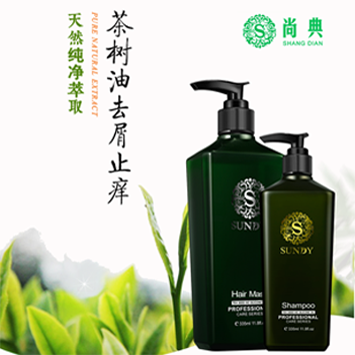 天然纯净萃取
PURE NATURAL EXTRACT
茶树油去屑止痒
尚典
SHANG DIAN
S
SUNDY
Hair Mas
PROFESSIONAL
CARE SERIES
S
SUNDY
Shampoo
PROFESSIONAL
CARE SERIES